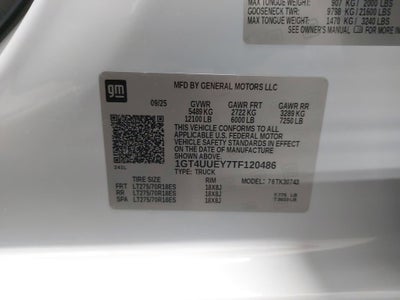 MAX TONGUE WEIGHT: 907 KG / 2000 LBS
GOOSENECK TWR: 9798 KG / 21600 LBS
MAX TONGUE WEIGHT: 1470 KG / 3240 LBS
SEE OWNER'S MANUAL FOR
gm
MFD BY GENERAL MOTORS LLC
09/25 GVWR GAWR FRT GAWR RR
5489 KG 2722 KG 3289 KG
12100 LB 6000 LB 7250 LB
THIS VEHICLE CONFORMS TO ALL
APPLICABLE U.S. FEDERAL MOTOR
VEHICLE SAFETY STANDARDS IN
EFFECT ON THE DATE OF
MANUFACTURE SHOWN ABOVE.
1GT4UUEY7TF120486
TYPE: TRUCK
TIRE SIZE RIM
FRT LT275/70R18ES 18X8J
RR LT275/70R18ES 18X8J
SPA LT275/70R18ES 18X8J